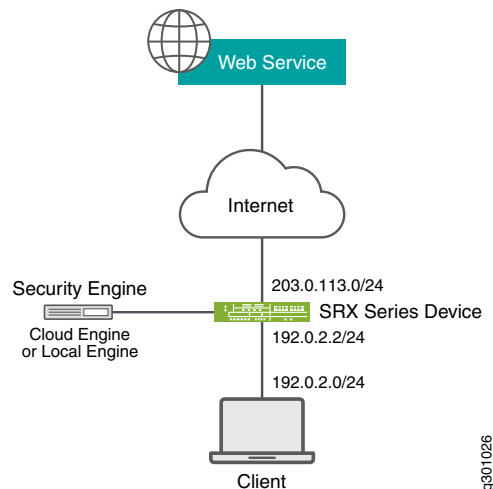 Web Service
Internet
203.0.113.0/24
Security Engine
SRX Series Device
Cloud Engine
or Local Engine
192.0.2.2/24
192.0.2.0/24
Client
g301026